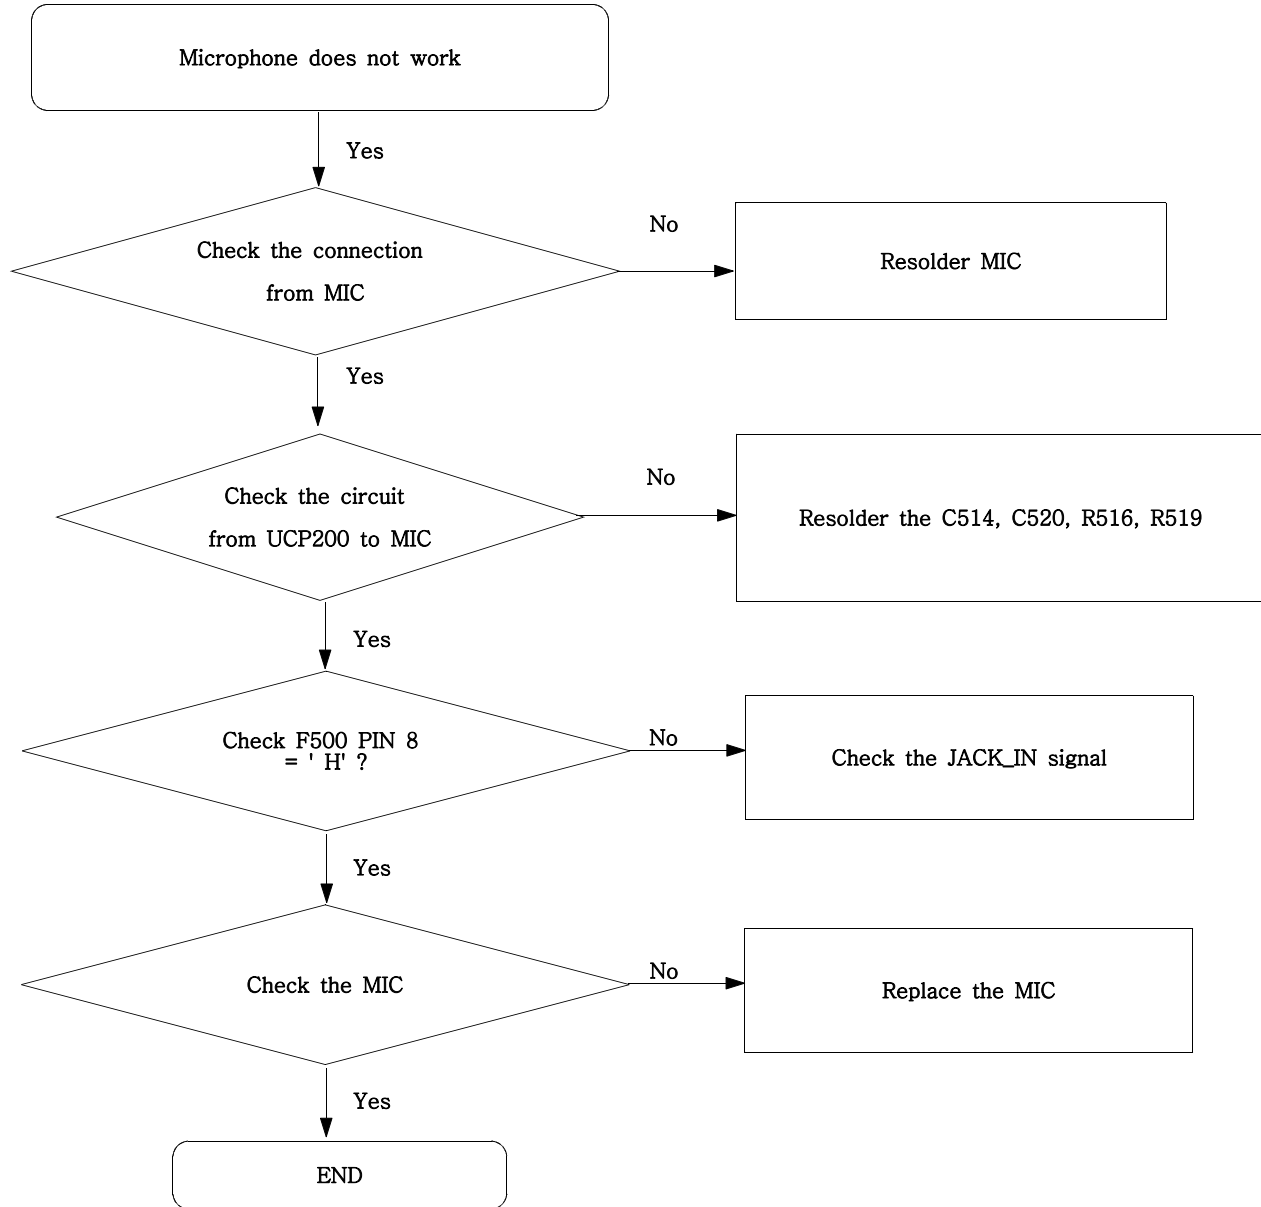 Microphone does not work
Yes
Check the connection
from MIC
No
Resolder MIC
Yes
Check the circuit
from UCP200 to MIC
No
Resolder the C514, C520, R516, R519
Yes
Check F500 PIN 8
= ' H' ?
No
Check the JACK_IN signal
Yes
Check the MIC
No
Replace the MIC
Yes
END